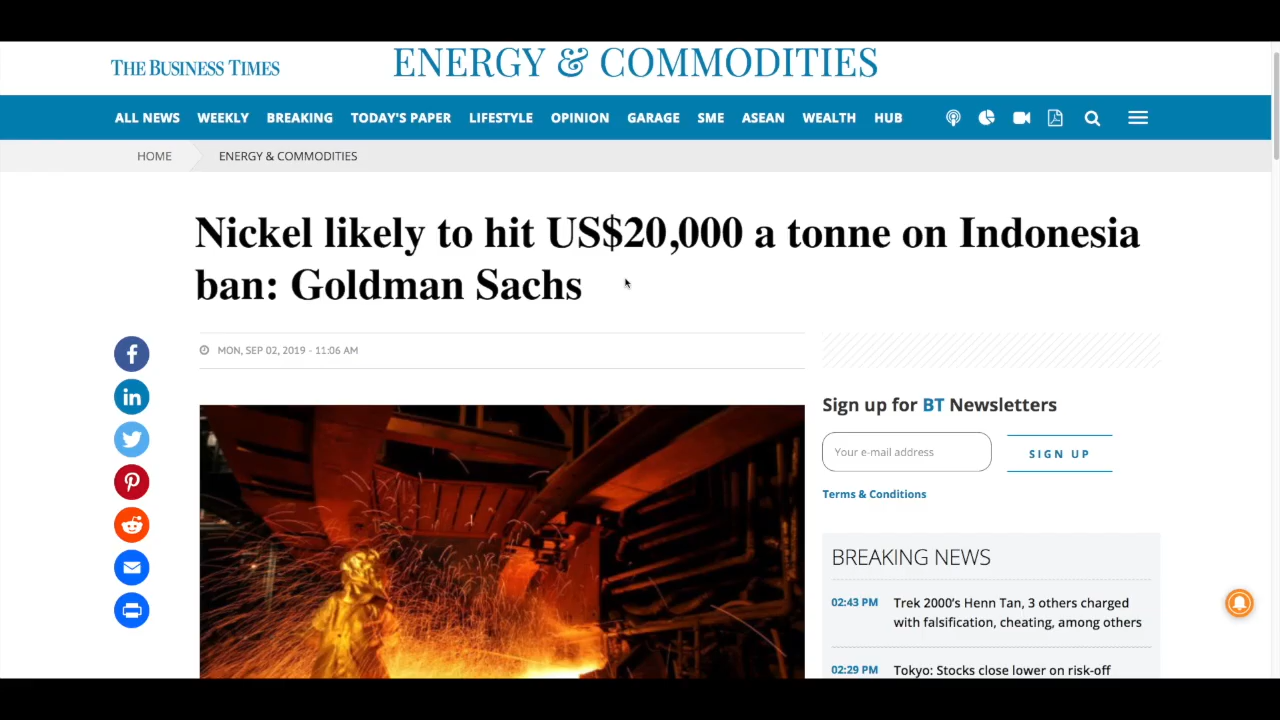 THE BUSINESS TIMES
ENERGY & COMMODITIES
ALL NEWS WEEKLY BREAKING TODAY'S PAPER LIFESTYLE OPINION GARAGE SME ASEAN WEALTH HUB
HOME ENERGY & COMMODITIES
Nickel likely to hit US$20,000 a tonne on Indonesia
ban: Goldman Sachs
MON, SEP 02, 2019 - 11:06 AM
Sign up for BT Newsletters
Your e-mail address
SIGN UP
Terms & Conditions
BREAKING NEWS
02:43 PM Trek 2000's Henn Tan, 3 others charged
with falsification, cheating, among others
02:29 PM Tokyo: Stocks close lower on risk-off